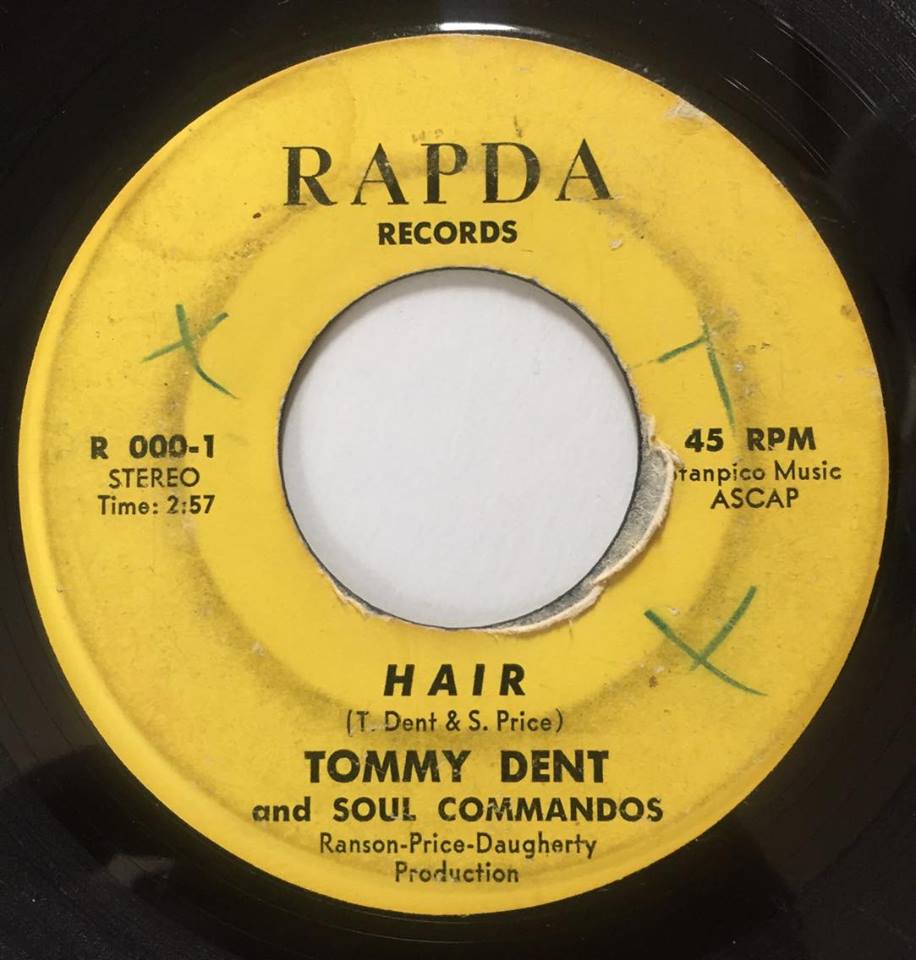 RAPDA
RECORDS
R 000-1
STEREO
Time: 2:57
45 RPM
Music
ASCAP
HAIR
(T. Dent & S. Price)
TOMMY DENT
and SOUL COMMANDOS
Ranson-Price-Daugherty
Production